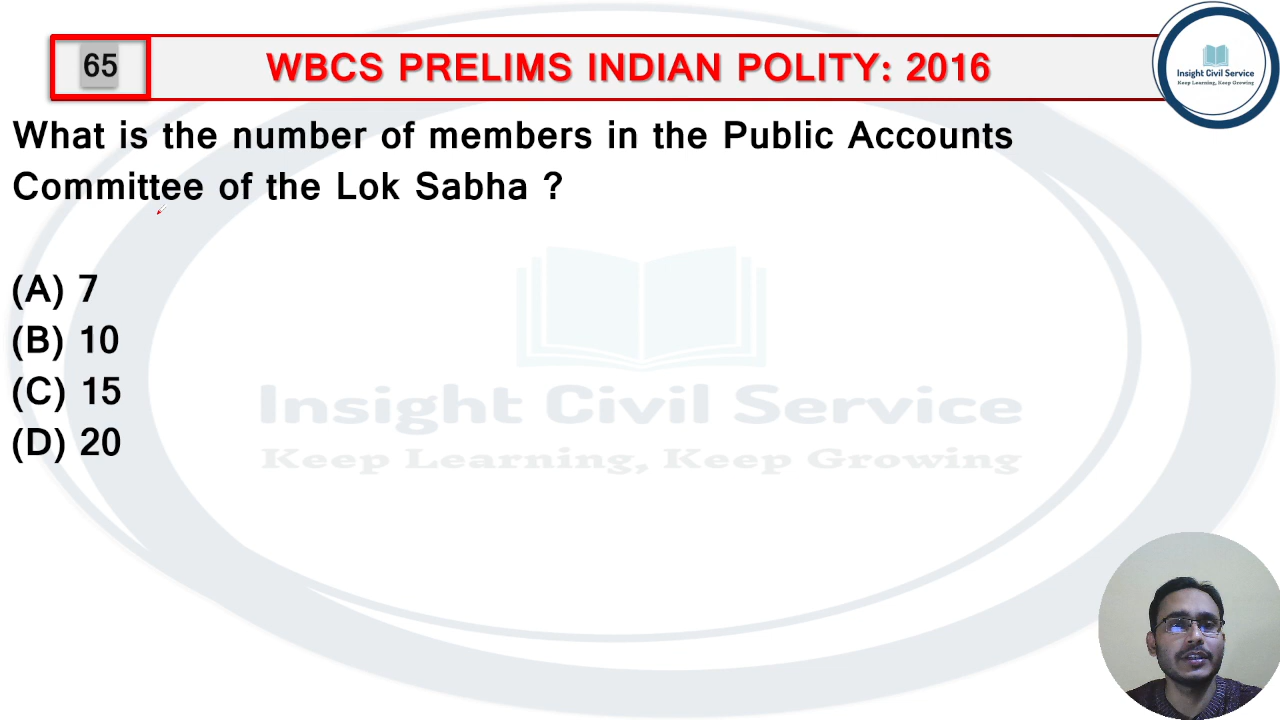 65
WBCS PRELIMS INDIAN POLITY: 2016
Insight Civil Service
Keep Learning, Keep Growing
What is the number of members in the Public Accounts
Committee of the Lok Sabha ?
(A) 7
(B) 10
(C) 15
(D) 20
Insight Civil Service
Keep Learning, Keep Growing